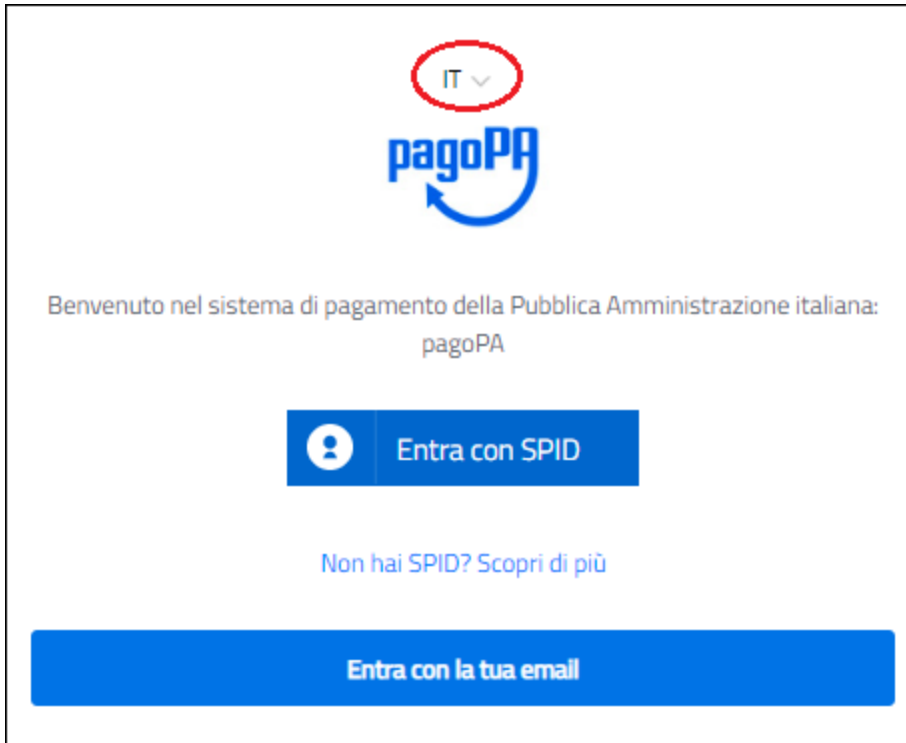 IT
pagoPA
Benvenuto nel sistema di pagamento della Pubblica Amministrazione italiana:
pagoPA
Entra con SPID
Non hai SPID? Scopri di più
Entra con la tua email